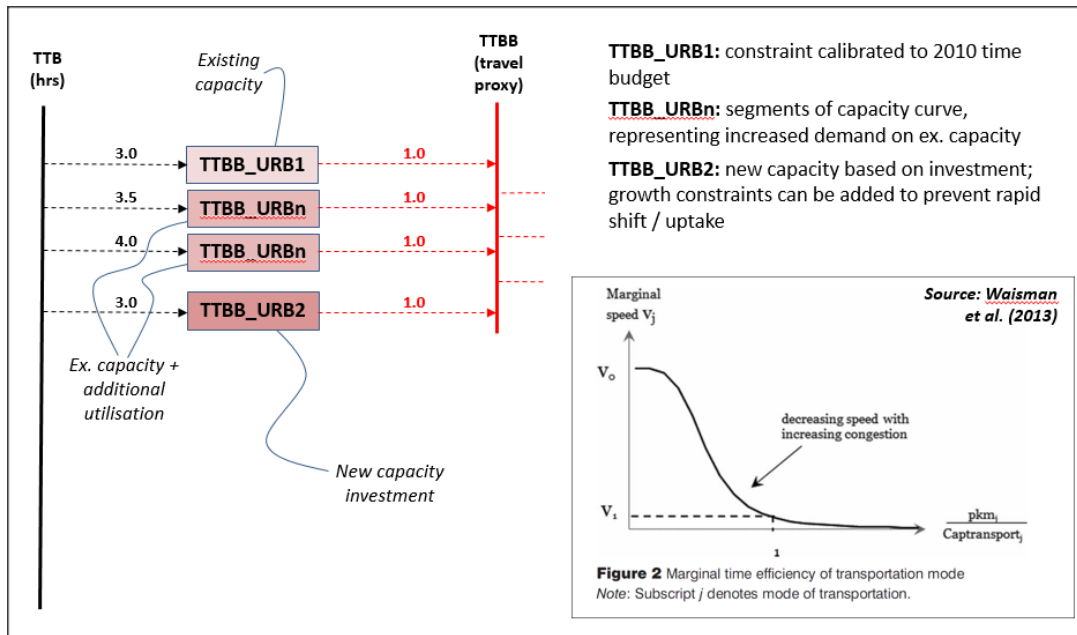 TTB
(hrs)
Existing
capacity
TTBB
(travel
proxy)
3.0
TTBB_URB1
1.0
3.5
TTBB_URBn
1.0
4.0
TTBB_URBn
1.0
3.0
TTBB_URB2
1.0
Ex. capacity +
additional
utilisation
New capacity
investment
TTBB_URB1: constraint calibrated to 2010 time
budget
TTBB_URBn: segments of capacity curve,
representing increased demand on ex. capacity
TTBB_URB2: new capacity based on investment;
growth constraints can be added to prevent rapid
shift / uptake
Marginal
speed Vj
Source: Waisman
et al. (2013)
V0
decreasing speed with
increasing congestion
V1
1
pkmj
Captransportj
Figure 2 Marginal time efficiency of transportation mode
Note: Subscript j denotes mode of transportation.